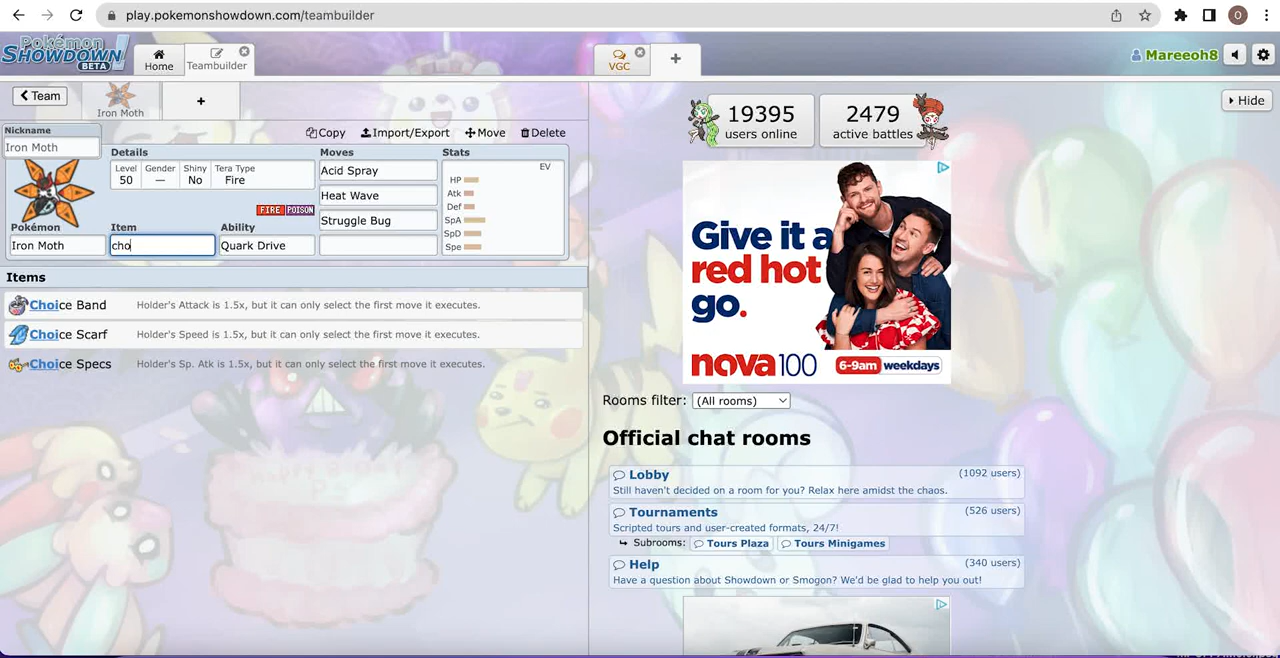 play.pokemonshowdown.com/teambuilder
O
Pokémon
SHOWDOWN!
BETA
Home
Teambuilder
VGC
+
Mareeoh8
Team
Iron Moth
+
Hide
Copy
Import/Export
Move
Delete
Nickname
Iron Moth
Details
Level
50
Gender
—
Shiny
No
Tera Type
Fire
FIRE POISON
Pokémon
Iron Moth
Item
cho
Ability
Quark Drive
Moves
Acid Spray
Heat Wave
Struggle Bug
Stats
EV
HP
Atk
Def
SpA
SpD
Spe
Items
Choice Band Holder's Attack is 1.5x, but it can only select the first move it executes.
Choice Scarf Holder's Speed is 1.5x, but it can only select the first move it executes.
Choice Specs Holder's Sp. Atk is 1.5x, but it can only select the first move it executes.
19395
users online
2479
active battles
Give it a
red hot
go.
nova100
6-9am weekdays
Rooms filter: (All rooms)
Official chat rooms
Lobby (1092 users)
Still haven't decided on a room for you? Relax here amidst the chaos.
Tournaments (526 users)
Scripted tours and user-created formats, 24/7!
Subrooms: Tours Plaza Tours Minigames
Help (340 users)
Have a question about Showdown or Smogon? We'd be glad to help you out!